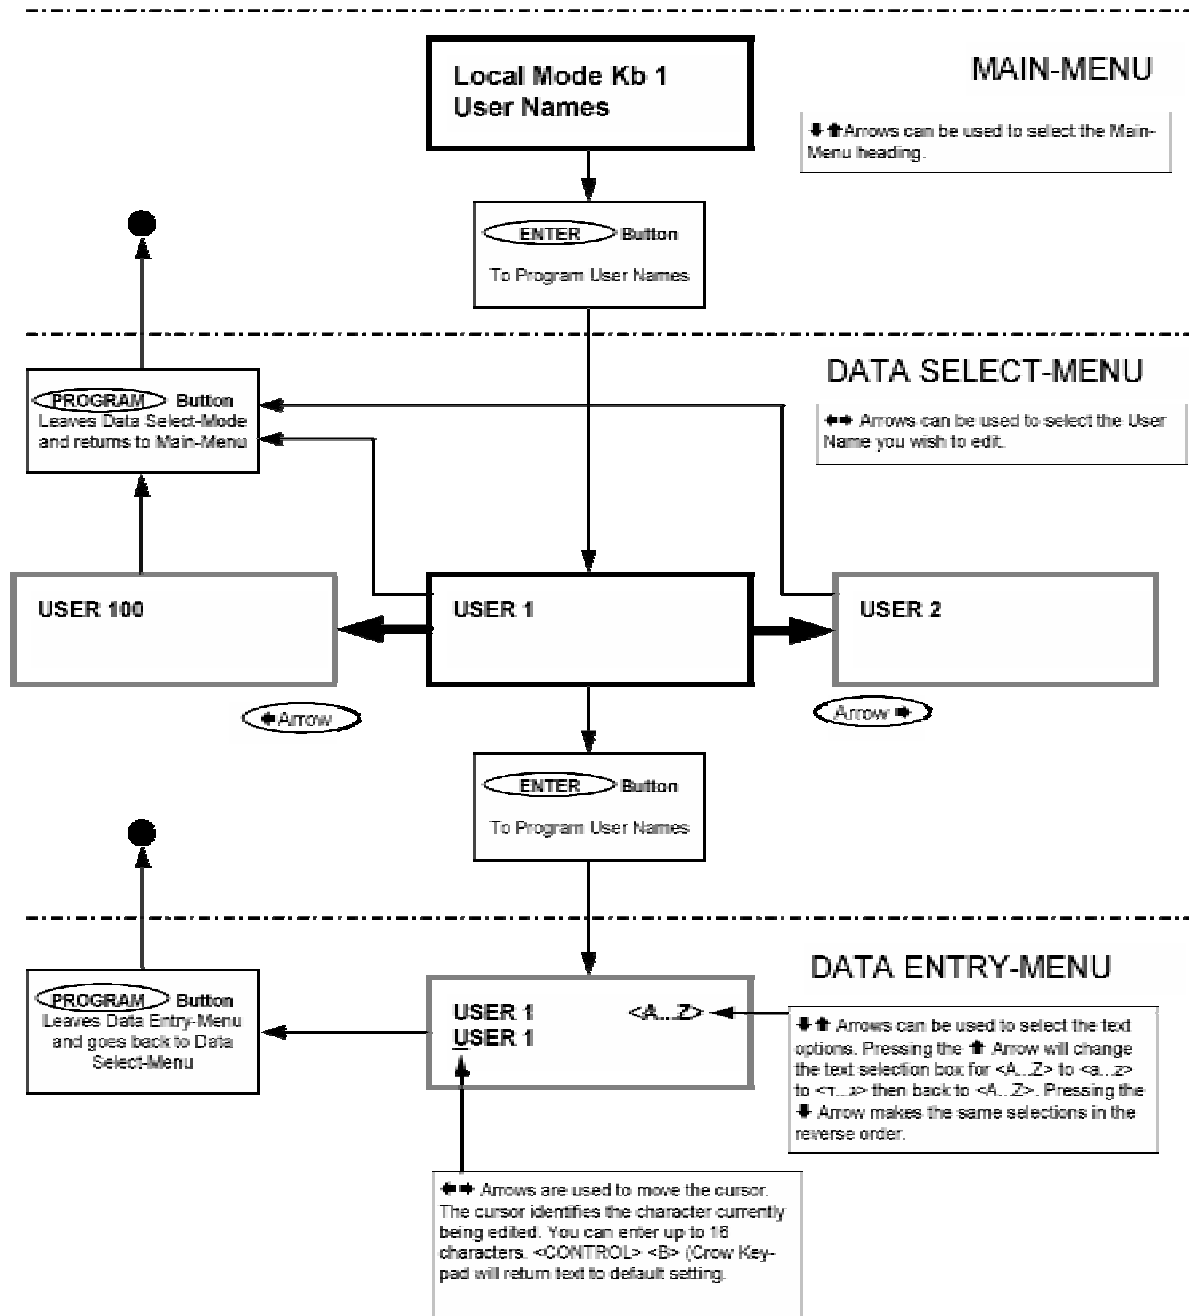 Local Mode Kb 1
User Names
MAIN-MENU
⬇⬆Arrows can be used to select the Main-
Menu heading.
ENTER Button
To Program User Names
DATA SELECT-MENU
PROGRAM Button
Leaves Data Select-Mode
and returns to Main-Menu
⬅➡ Arrows can be used to select the User
Name you wish to edit.
USER 100
USER 1
USER 2
⬅Arrow
Arrow ➡
ENTER Button
To Program User Names
DATA ENTRY-MENU
PROGRAM Button
Leaves Data Entry-Menu
and goes back to Data
Select-Menu
USER 1 <A...Z>
USER 1
⬇⬆ Arrows can be used to select the text
options. Pressing the ⬆ Arrow will change
the text selection box for <A...Z> to <a...z>
to then back to <A...Z>. Pressing the
⬇ Arrow makes the same selections in the
reverse order.
⬅➡ Arrows are used to move the cursor.
The cursor identifies the character currently
being edited. You can enter up to 16
characters. <CONTROL> <B> (Crow Key-
pad will return text to default setting.